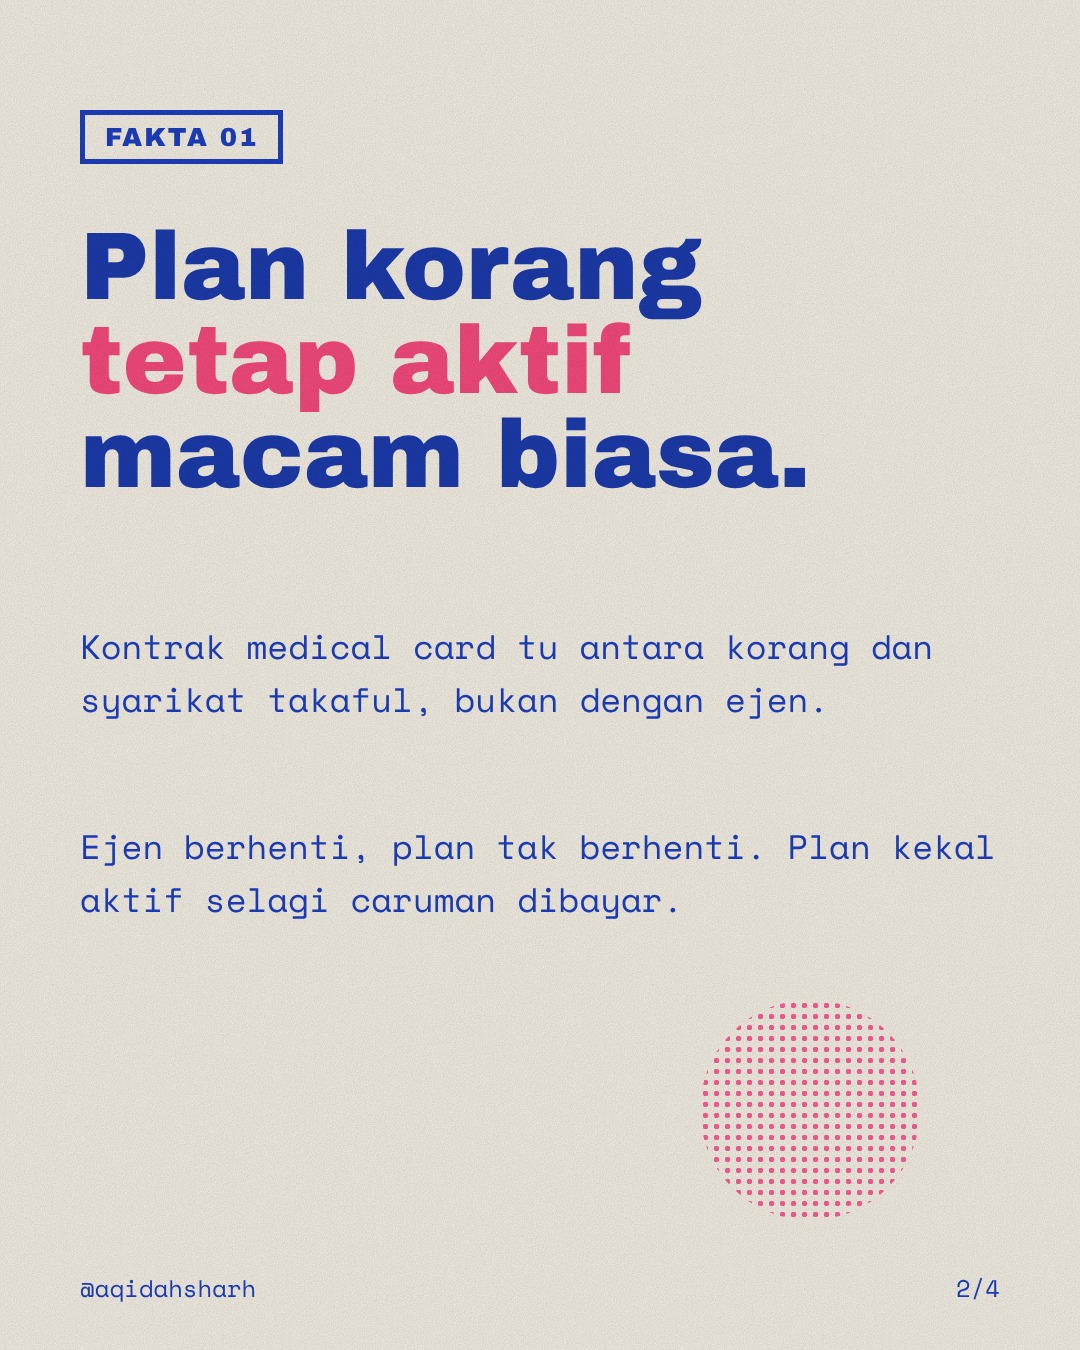 FAKTA 01
Plan korang
tetap aktif
macam biasa.
Kontrak medical card tu antara korang dan
syarikat takaful, bukan dengan ejen.
Ejen berhenti, plan tak berhenti. Plan kekal
aktif selagi caruman dibayar.
@aqidahsharh
2/4